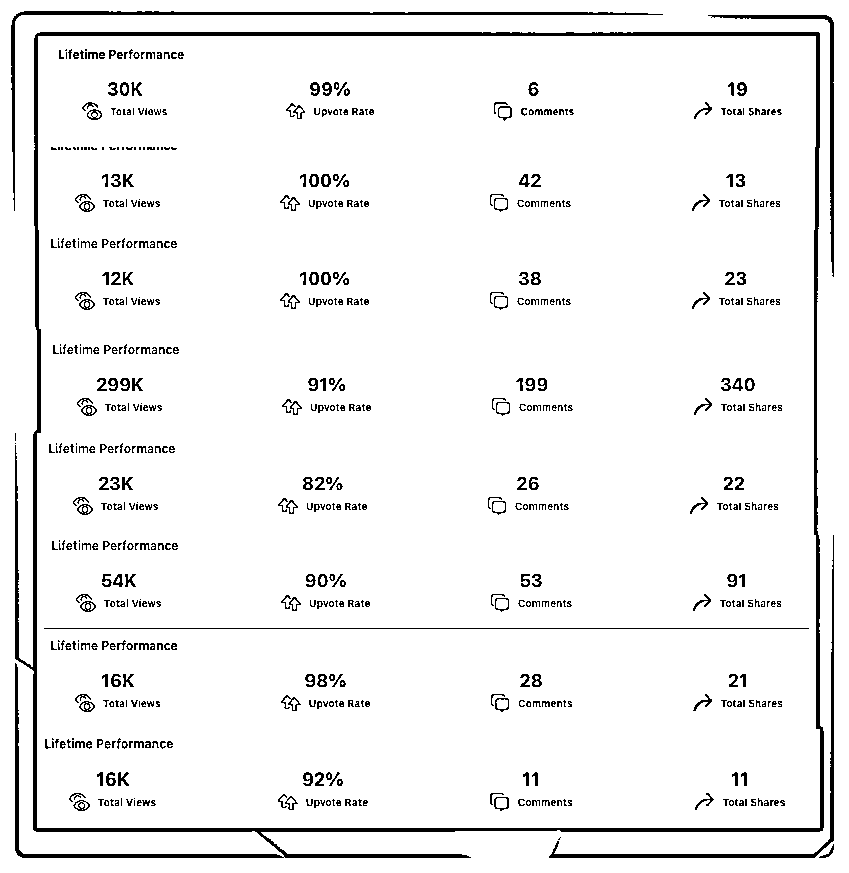 Lifetime Performance
30K 99% 6 19
Total Views Upvote Rate Comments Total Shares
Lifetime Performance
13K 100% 42 13
Total Views Upvote Rate Comments Total Shares
Lifetime Performance
12K 100% 38 23
Total Views Upvote Rate Comments Total Shares
Lifetime Performance
299K 91% 199 340
Total Views Upvote Rate Comments Total Shares
Lifetime Performance
23K 82% 26 22
Total Views Upvote Rate Comments Total Shares
Lifetime Performance
54K 90% 53 91
Total Views Upvote Rate Comments Total Shares
Lifetime Performance
16K 98% 28 21
Total Views Upvote Rate Comments Total Shares
Lifetime Performance
16K 92% 11 11
Total Views Upvote Rate Comments Total Shares